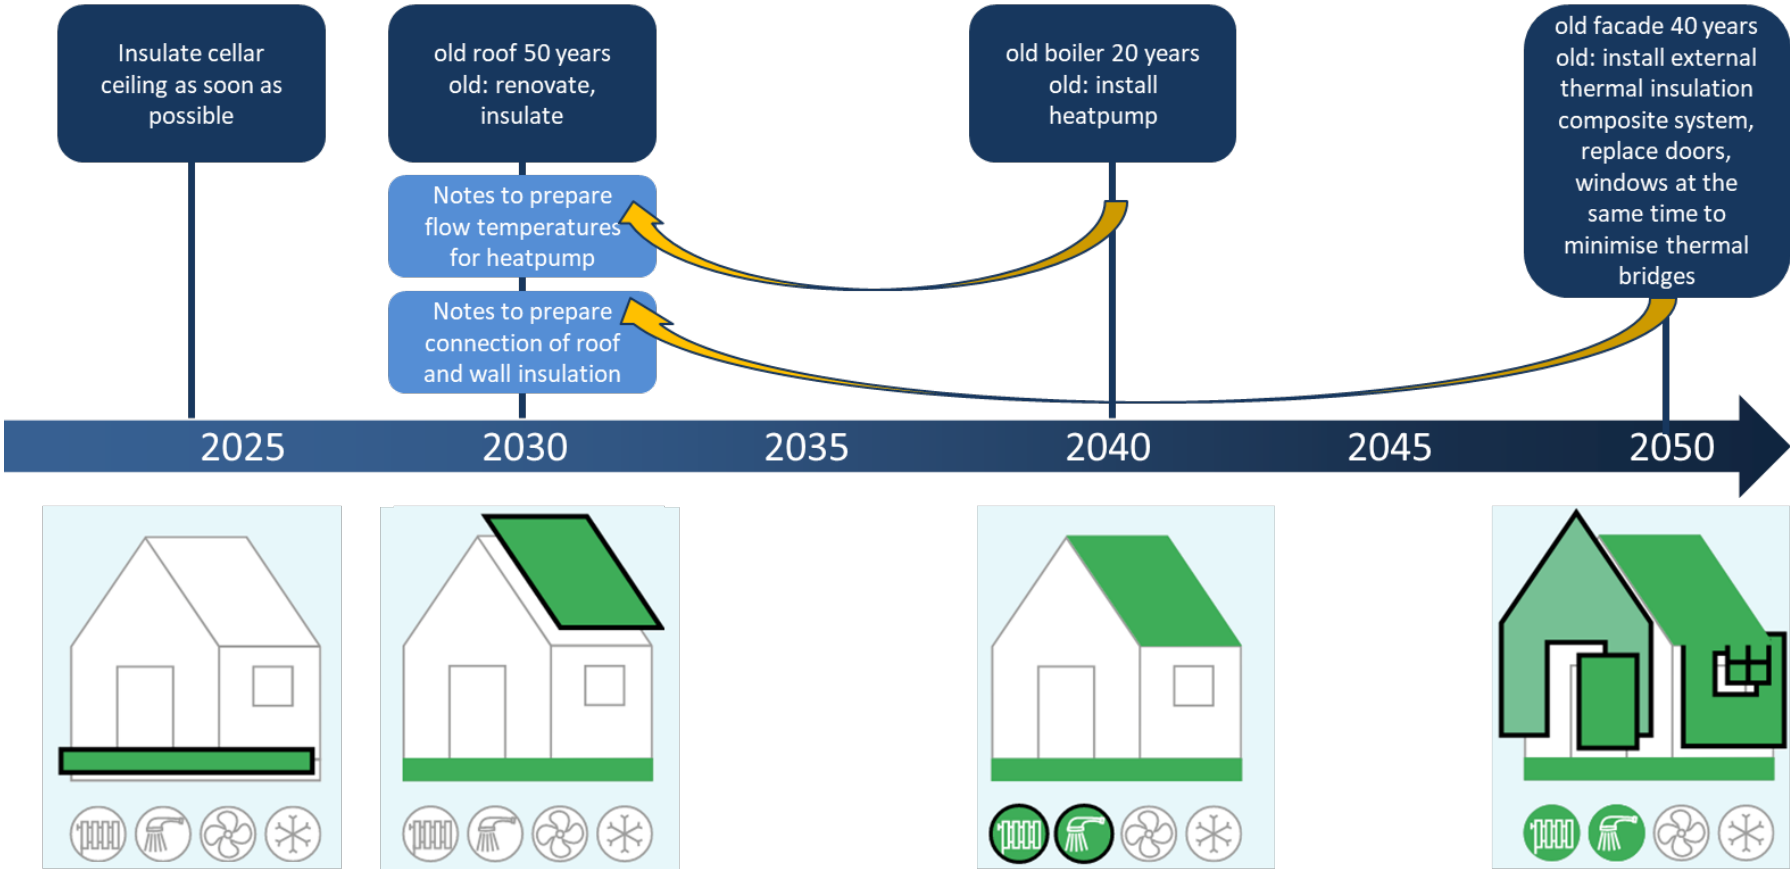 Insulate cellar
ceiling as soon as
possible
old roof 50 years
old: renovate,
insulate
Notes to prepare
flow temperatures
for heatpump
Notes to prepare
connection of roof
and wall insulation
old boiler 20 years
old: install
heatpump
old facade 40 years
old: install external
thermal insulation
composite system,
replace doors,
windows at the
same time to
minimise thermal
bridges
2025
2030
2035
2040
2045
2050